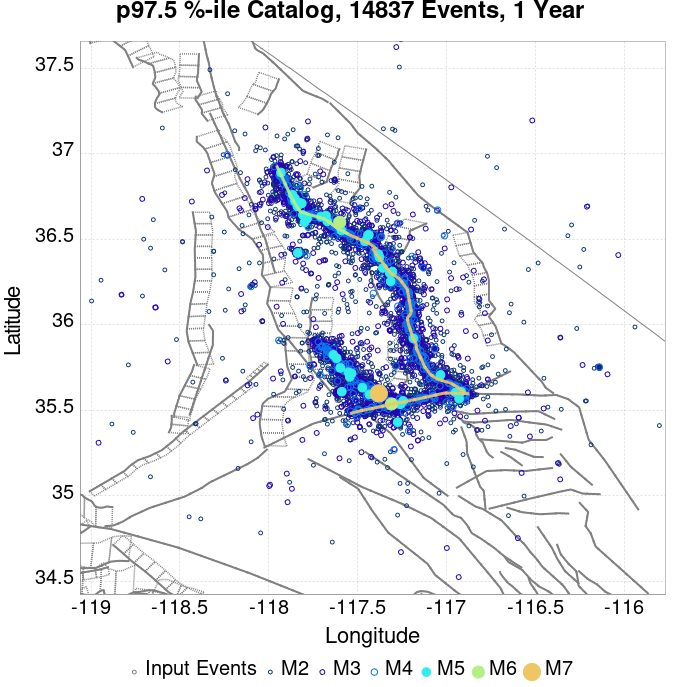 p97.5 %-ile Catalog, 14837 Events, 1 Year
37.5
37
36.5
36
35.5
35
34.5
Latitude
-119 -118.5 -118 -117.5 -117 -116.5 -116
Longitude
Input Events M2 M3 M4 M5 M6 M7